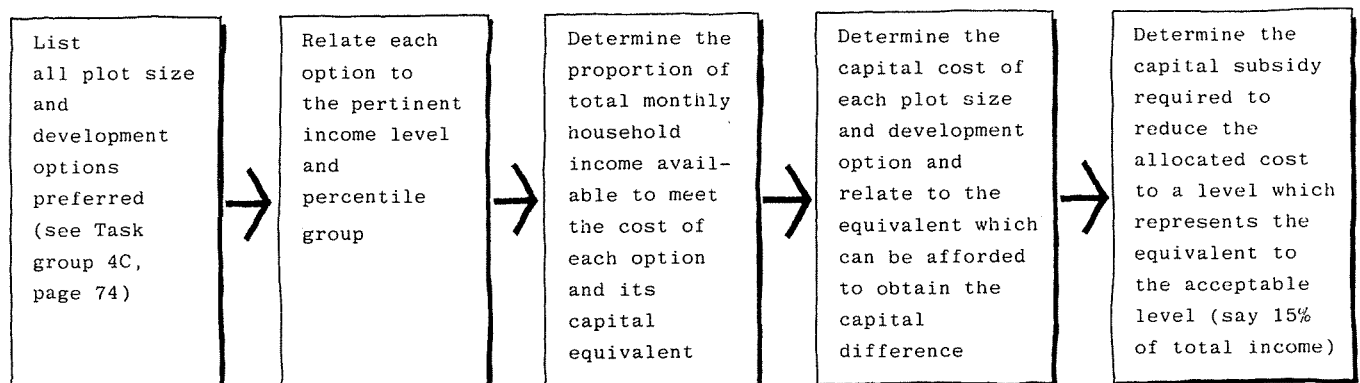 List
all plot size
and
development
options
preferred
(see Task
group 4C,
page 74)
Relate each
option to
the pertinent
income level
and
percentile
group
Determine the
proportion of
total monthly
household
income avail-
able to meet
the cost of
each option
and its
capital
equivalent
Determine the
capital cost of
each plot size
and development
option and
relate to the
equivalent which
can be afforded
to obtain the
capital
difference
Determine the
capital subsidy
required to
reduce the
allocated cost
to a level which
represents the
equivalent to
the acceptable
level (say 15%
of total income)